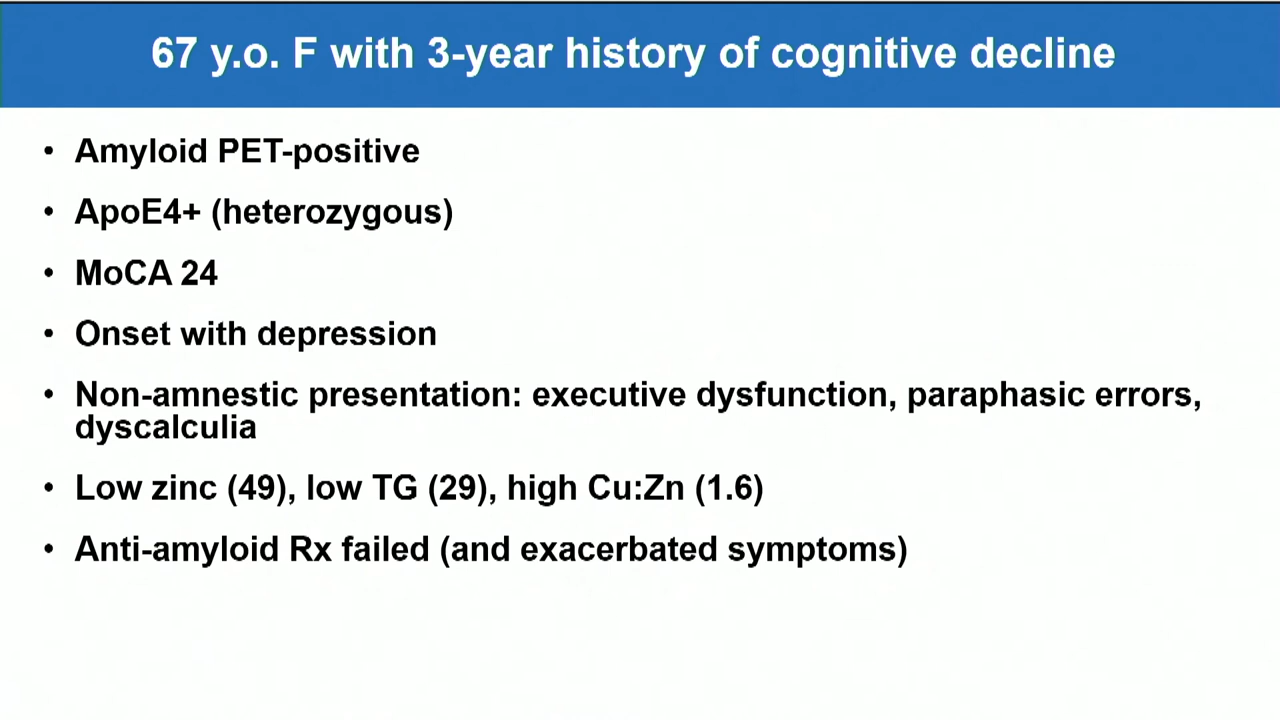 67 y.o. F with 3-year history of cognitive decline
• Amyloid PET-positive
• ApoE4+ (heterozygous)
• MoCA 24
• Onset with depression
• Non-amnestic presentation: executive dysfunction, paraphasic errors,
dyscalculia
• Low zinc (49), low TG (29), high Cu:Zn (1.6)
• Anti-amyloid Rx failed (and exacerbated symptoms)